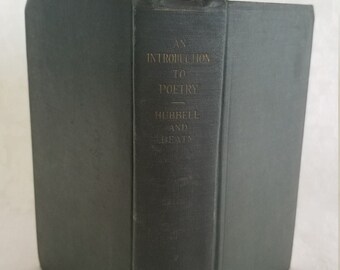 AN
INTRODUCTION
TO
POETRY
HUBBELL
AND
BEATY